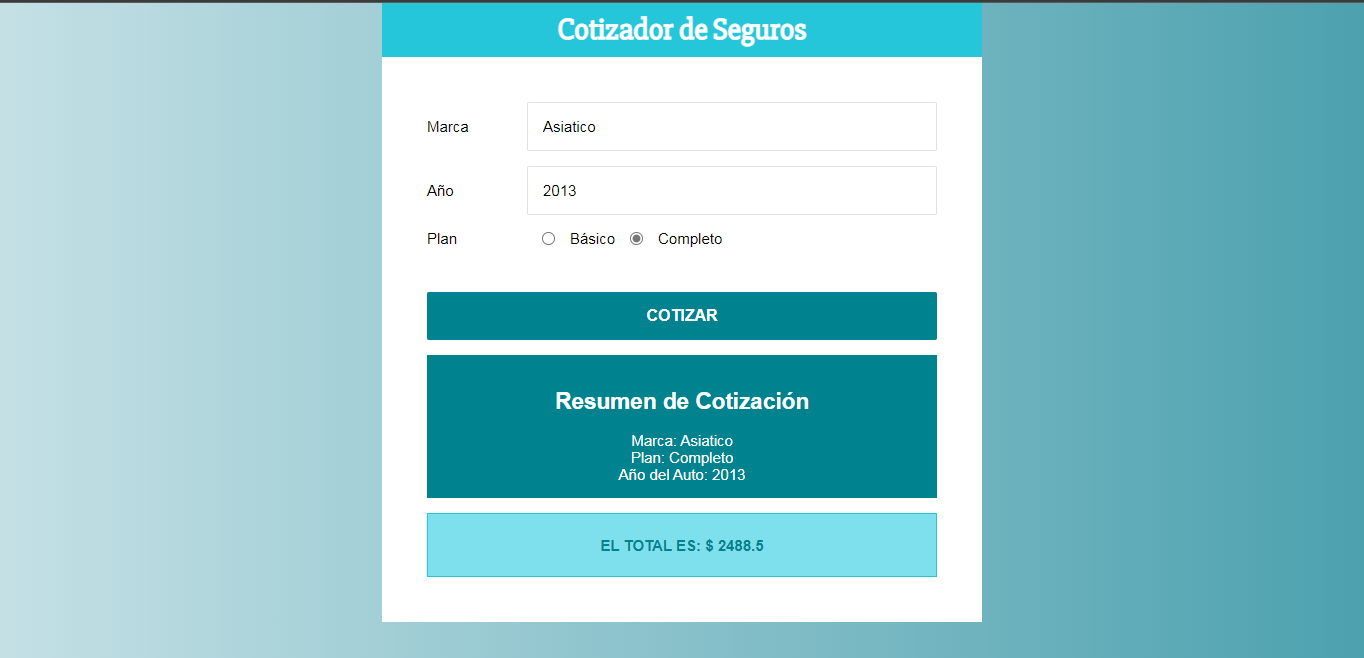 Cotizador de Seguros
Marca
Asiatico
Año
2013
Plan
Básico Completo
COTIZAR
Resumen de Cotización
Marca: Asiatico
Plan: Completo
Año del Auto: 2013
EL TOTAL ES: $ 2488.5